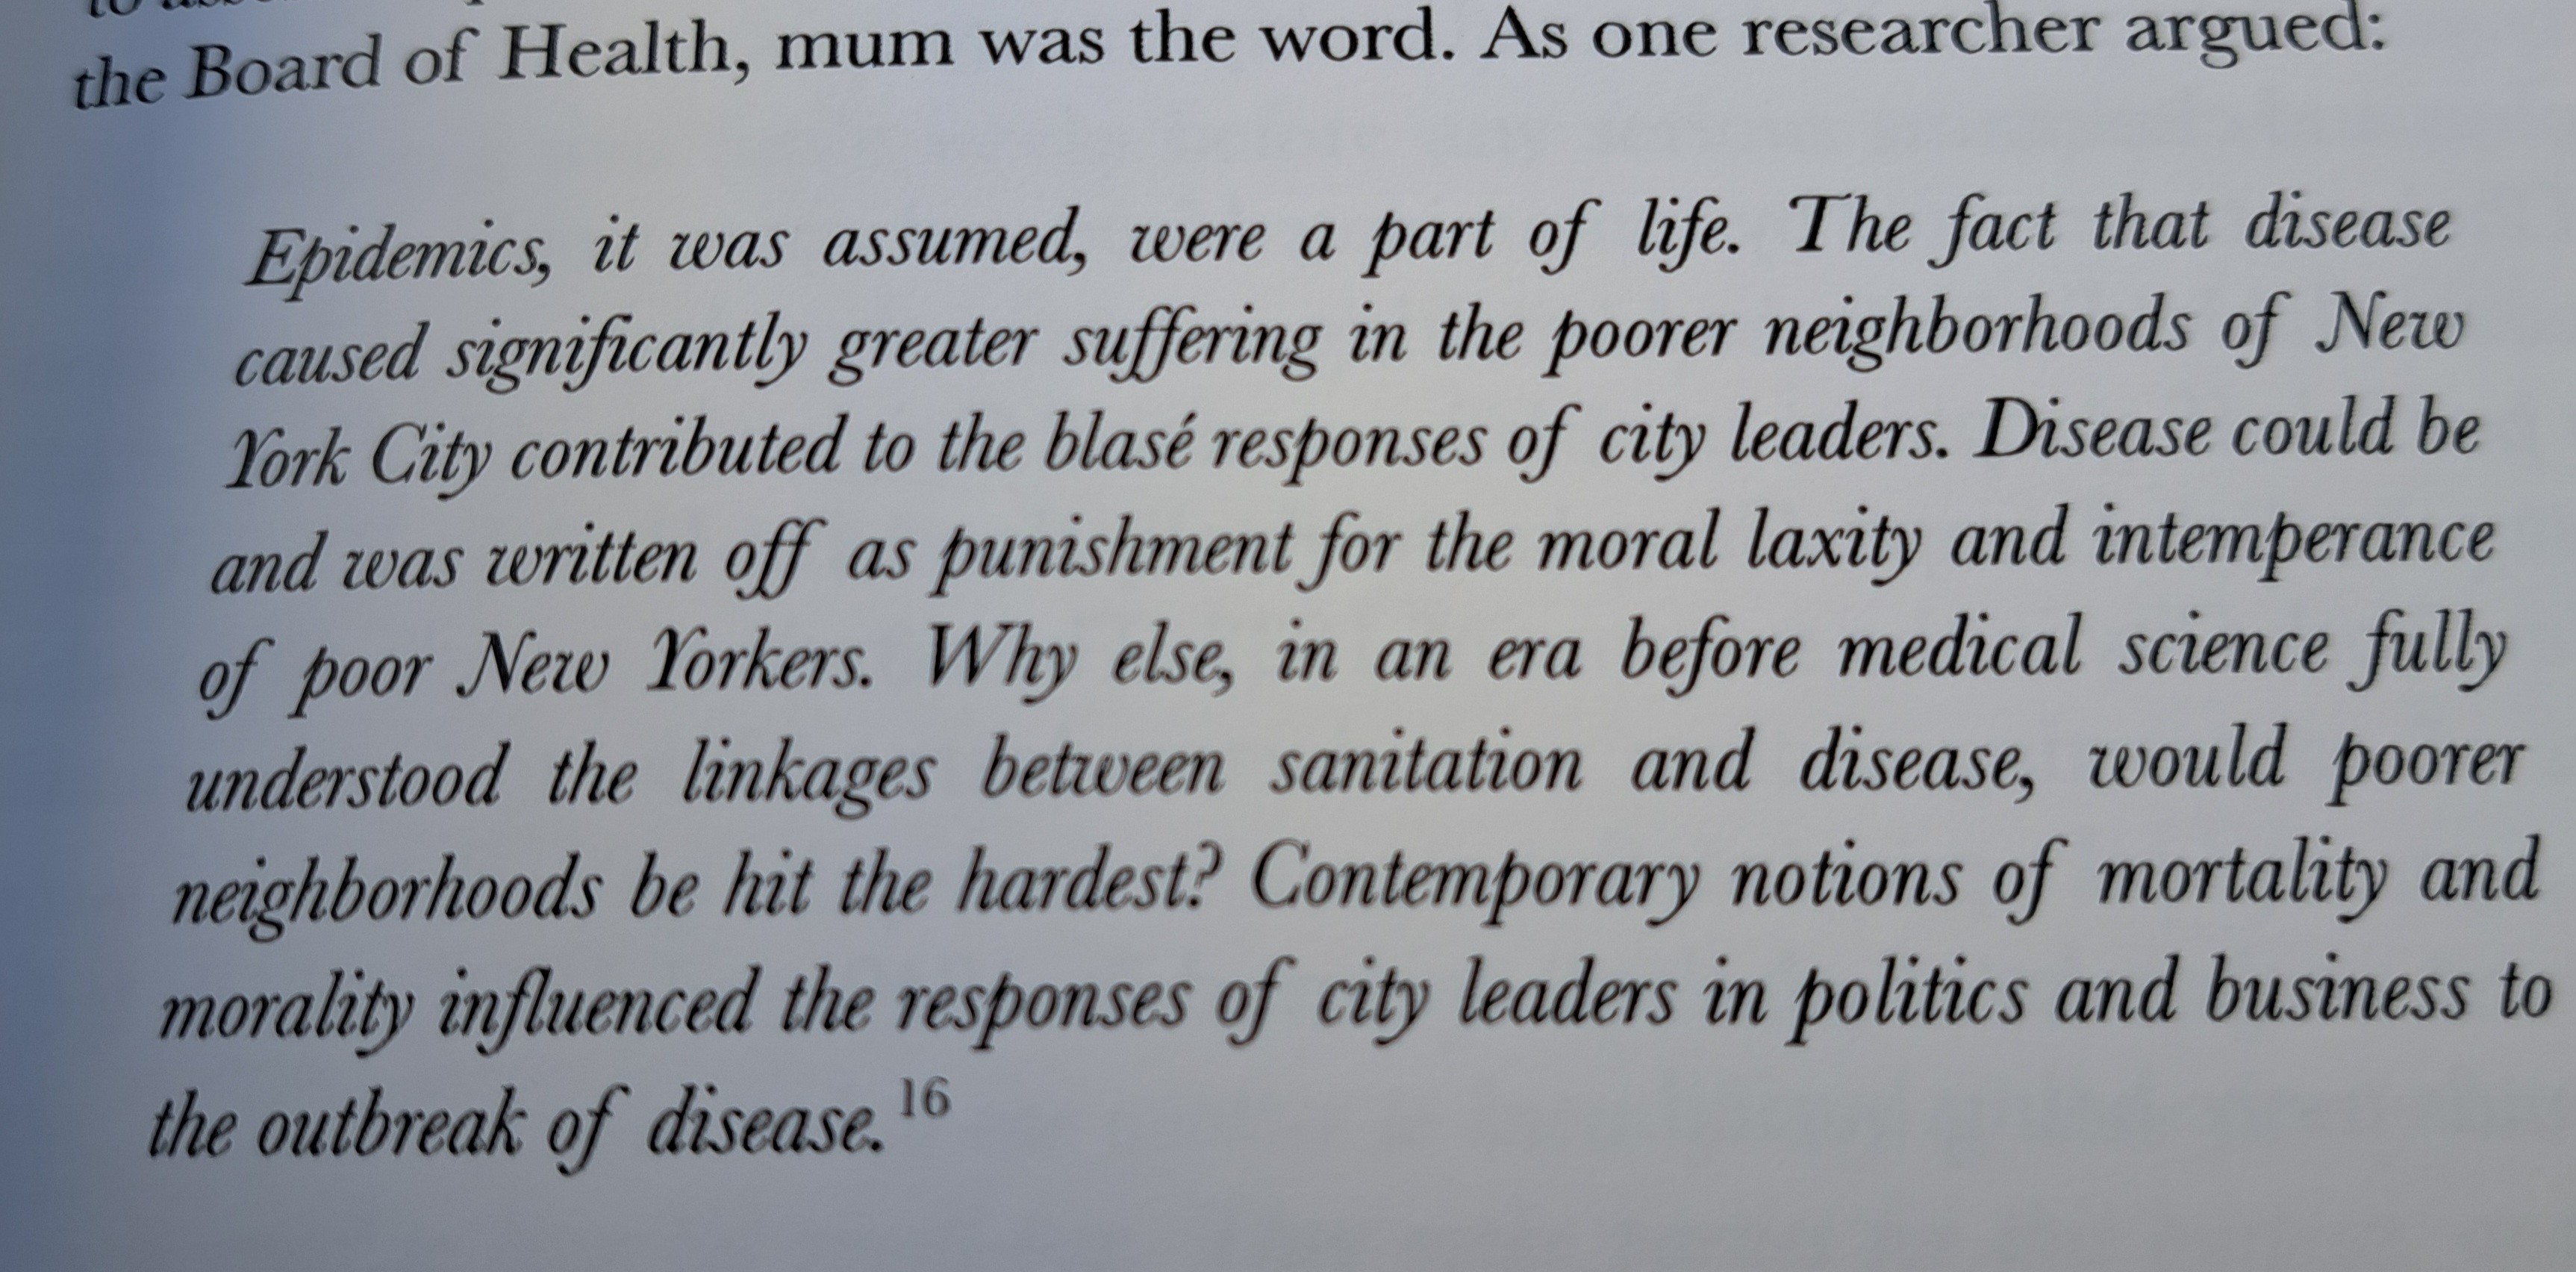 the Board of Health, mum was the word. As one researcher argued:
Epidemics, it was assumed, were a part of life. The fact that disease
caused significantly greater suffering in the poorer neighborhoods of New
York City contributed to the blasé responses of city leaders. Disease could be
and was written off as punishment for the moral laxity and intemperance
of poor New Yorkers. Why else, in an era before medical science fully
understood the linkages between sanitation and disease, would poorer
neighborhoods be hit the hardest? Contemporary notions of mortality and
morality influenced the responses of city leaders in politics and business to
the outbreak of disease.16